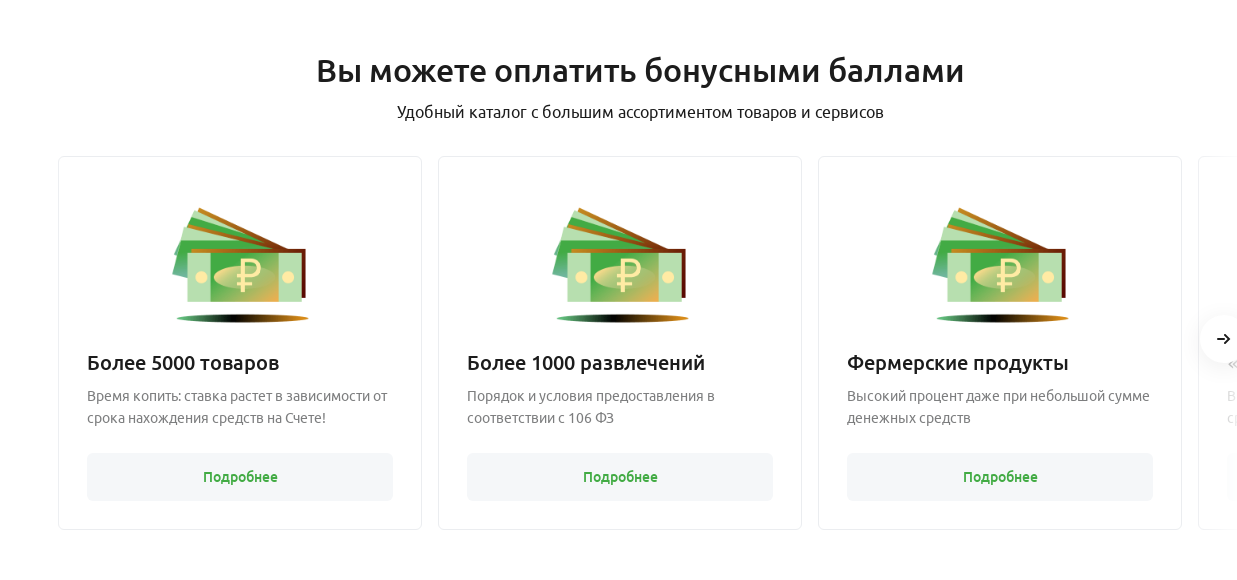 Вы можете оплатить бонусными баллами
Удобный каталог с большим ассортиментом товаров и сервисов
Более 5000 товаров
Время копить: ставка растет в зависимости от
срока нахождения средств на Счете!
Подробнее
Более 1000 развлечений
Порядок и условия предоставления в
соответствии с 106 ФЗ
Подробнее
Фермерские продукты
Высокий процент даже при небольшой сумме
денежных средств
Подробнее